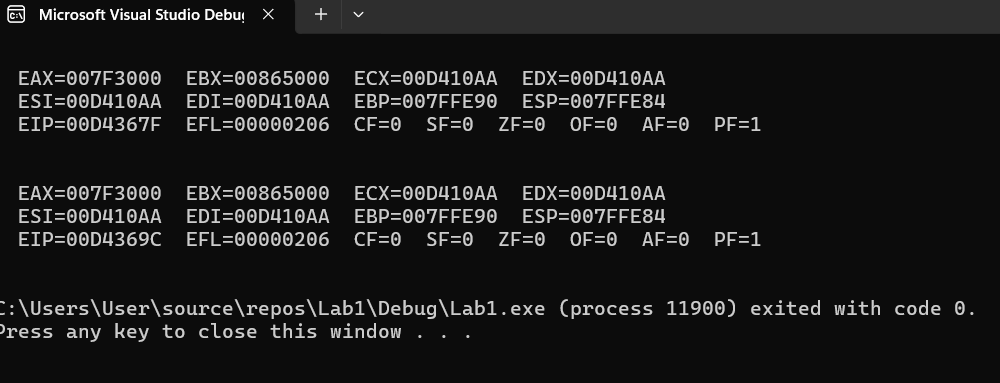 Microsoft Visual Studio Debu
EAX=007F3000 EBX=00865000 ECX=00D410AA EDX=00D410AA
ESI=00D410AA EDI=00D410AA EBP=007FFE90 ESP=007FFE84
EIP=00D4367F EFL=00000206 CF=0 SF=0 ZF=0 OF=0 AF=0 PF=1
EAX=007F3000 EBX=00865000 ECX=00D410AA EDX=00D410AA
ESI=00D410AA EDI=00D410AA EBP=007FFE90 ESP=007FFE84
EIP=00D4369C EFL=00000206 CF=0 SF=0 ZF=0 OF=0 AF=0 PF=1
C:\Users\User\source\repos\Lab1\Debug\Lab1.exe (process 11900) exited with code 0.
Press any key to close this window . . .